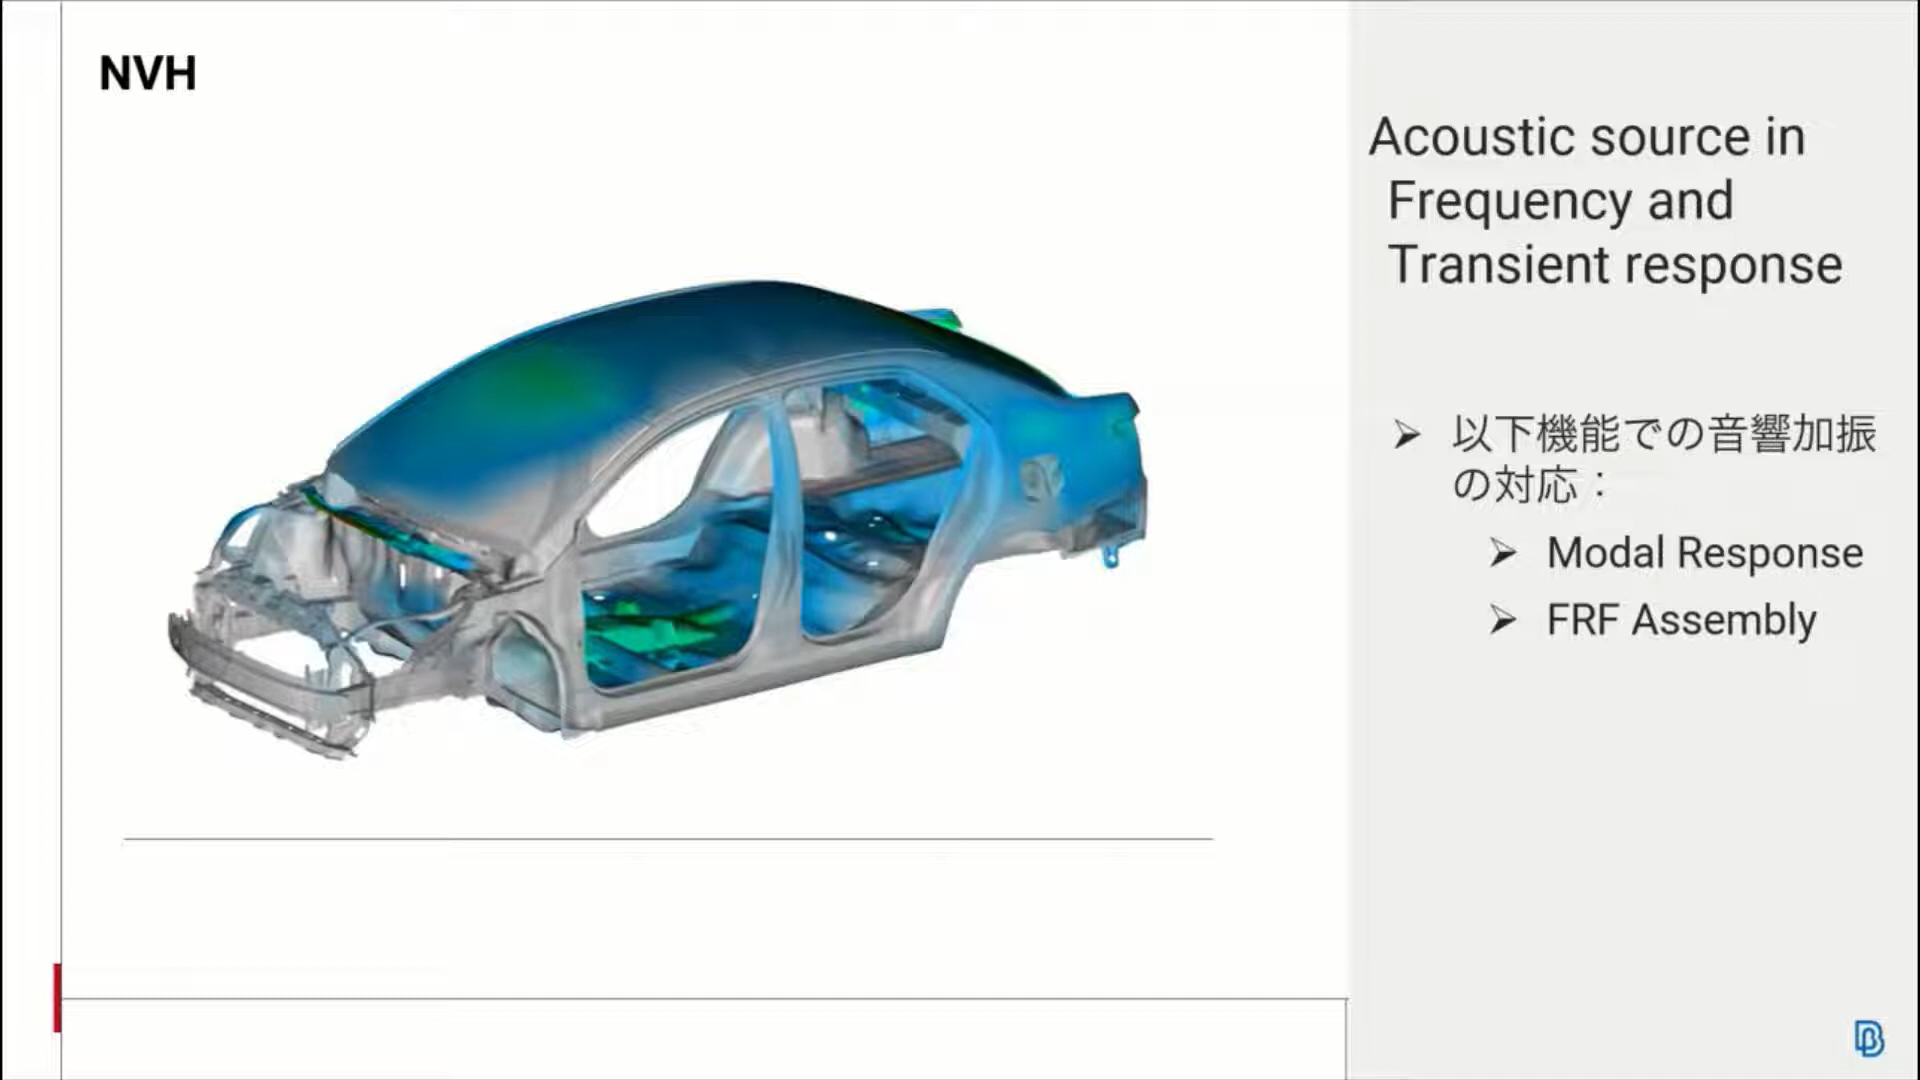 NVH
Acoustic source in
Frequency and
Transient response
以下機能での音響加振
の対応：
Modal Response
FRF Assembly